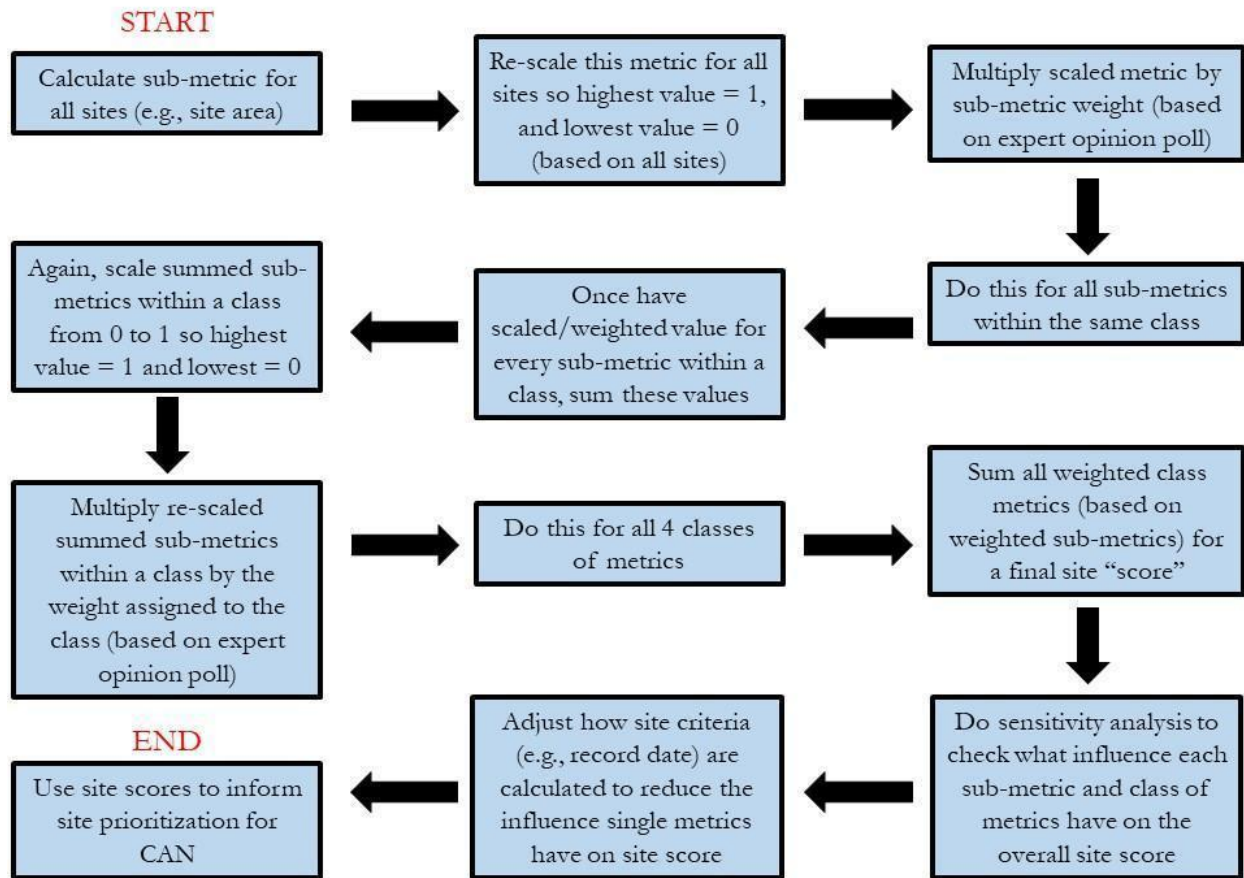 START
Calculate sub-metric for
all sites (e.g., site area)
Re-scale this metric for all
sites so highest value = 1,
and lowest value = 0
(based on all sites)
Multiply scaled metric by
sub-metric weight (based
on expert opinion poll)
Do this for all sub-metrics
within the same class
Once have
scaled/weighted value for
every sub-metric within a
class, sum these values
Again, scale summed sub-
metrics within a class
from 0 to 1 so highest
value = 1 and lowest = 0
Multiply re-scaled
summed sub-metrics
within a class by the
weight assigned to the
class (based on expert
opinion poll)
Do this for all 4 classes
of metrics
Sum all weighted class
metrics (based on
weighted sub-metrics) for
a final site “score”
Do sensitivity analysis to
check what influence each
sub-metric and class of
metrics have on the
overall site score
Adjust how site criteria
(e.g., record date) are
calculated to reduce the
influence single metrics
have on site score
END
Use site scores to inform
site prioritization for
CAN